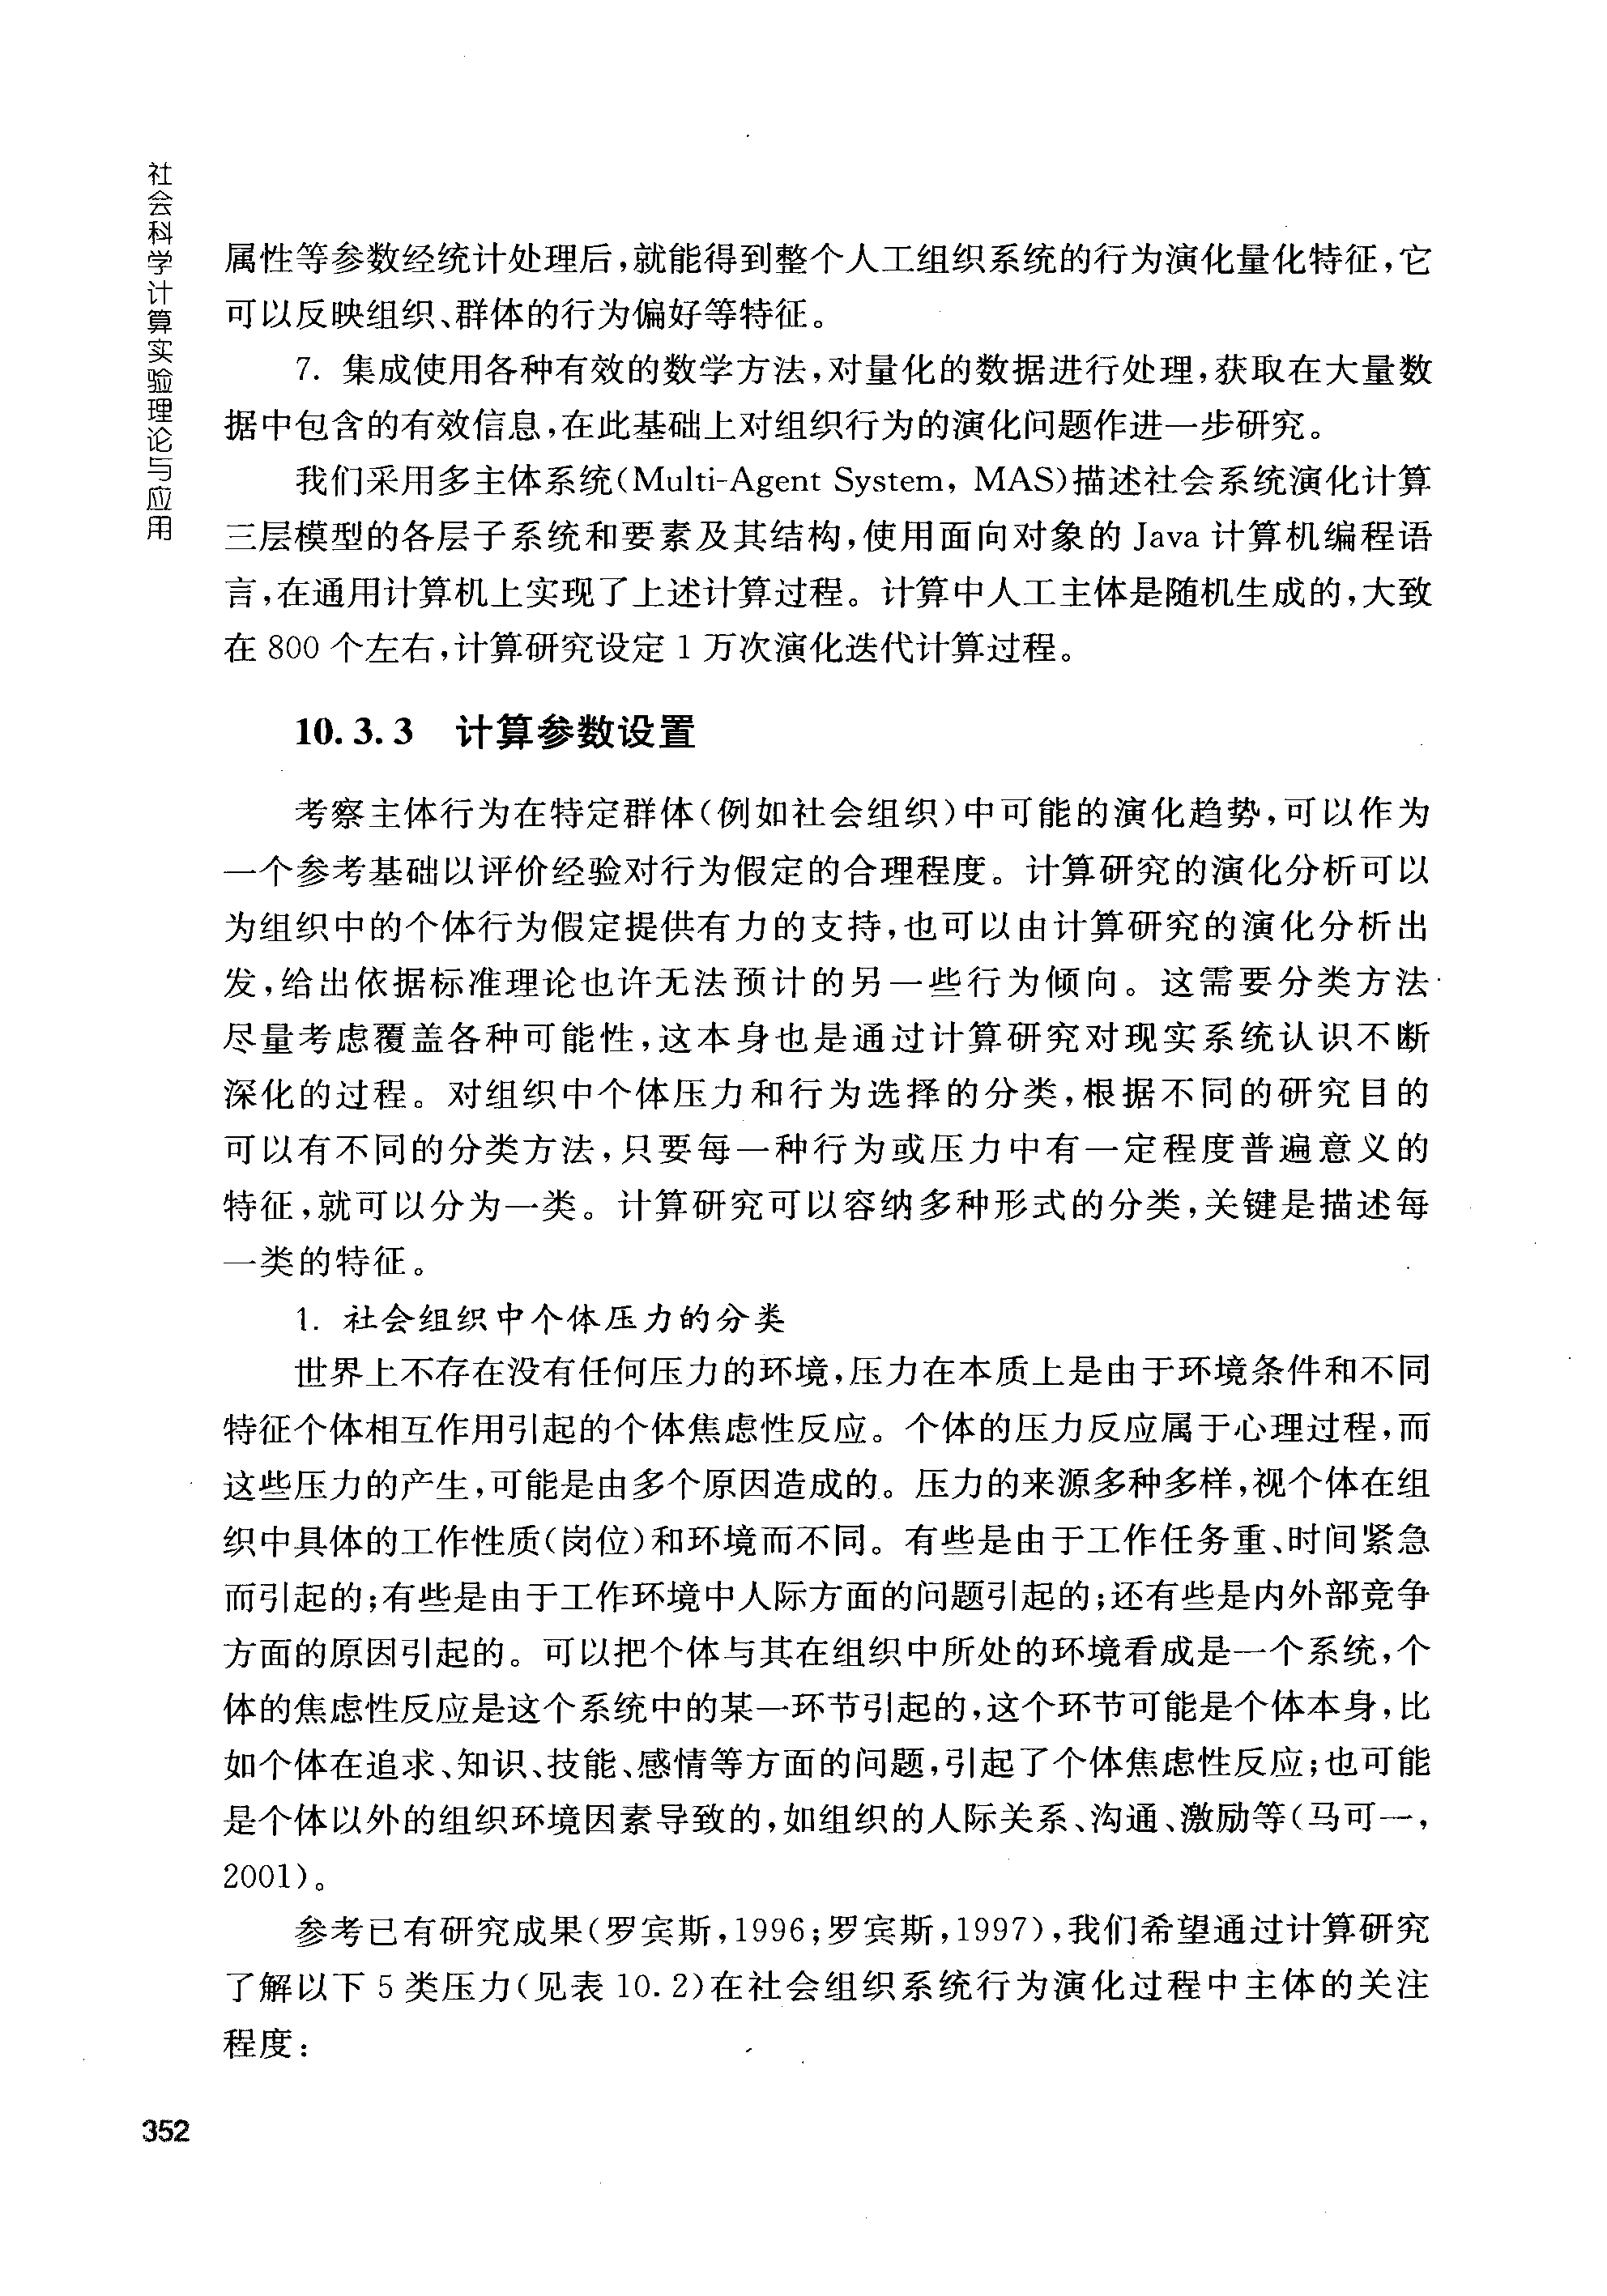 社会科学计算实验理论与应用
属性等参数经统计处理后,就能得到整个人工组织系统的行为演化量化特征,它
可以反映组织、群体的行为偏好等特征。
7. 集成使用各种有效的数学方法,对量化的数据进行处理,获取在大量数
据中包含的有效信息,在此基础上对组织行为的演化问题作进一步研究。
我们采用多主体系统(Multi-Agent System, MAS)描述社会系统演化计算
三层模型的各层子系统和要素及其结构,使用面向对象的 Java 计算机编程语
言,在通用计算机上实现了上述计算过程。计算中人工主体是随机生成的,大致
在 800 个左右,计算研究设定 1 万次演化迭代计算过程。
10.3.3 计算参数设置
考察主体行为在特定群体(例如社会组织)中可能的演化趋势,可以作为
一个参考基础以评价经验对行为假定的合理程度。计算研究的演化分析可以
为组织中的个体行为假定提供有力的支持,也可以由计算研究的演化分析出
发,给出依据标准理论也许无法预计的另一些行为倾向。这需要分类方法
尽量考虑覆盖各种可能性,这本身也是通过计算研究对现实系统认识不断
深化的过程。对组织中个体压力和行为选择的分类,根据不同的研究目的
可以有不同的分类方法,只要每一种行为或压力中有一定程度普遍意义的
特征,就可以分为一类。计算研究可以容纳多种形式的分类,关键是描述每
一类的特征。
1. 社会组织中个体压力的分类
世界上不存在没有任何压力的环境,压力在本质上是由于环境条件和不同
特征个体相互作用引起的个体焦虑性反应。个体的压力反应属于心理过程,而
这些压力的产生,可能是由多个原因造成的。压力的来源多种多样,视个体在组
织中具体的工作性质(岗位)和环境而不同。有些是由于工作任务重、时间紧急
而引起的;有些是由于工作环境中人际方面的问题引起的;还有些是内外部竞争
方面的原因引起的。可以把个体与其在组织中所处的环境看成是一个系统,个
体的焦虑性反应是这个系统中的某一环节引起的,这个环节可能是个体本身,比
如个体在追求、知识、技能、感情等方面的问题,引起了个体焦虑性反应;也可能
是个体以外的组织环境因素导致的,如组织的人际关系、沟通、激励等(马可一,
2001)。
参考已有研究成果(罗宾斯,1996;罗宾斯,1997),我们希望通过计算研究
了解以下 5 类压力(见表 10.2)在社会组织系统行为演化过程中主体的关注
程度:
352